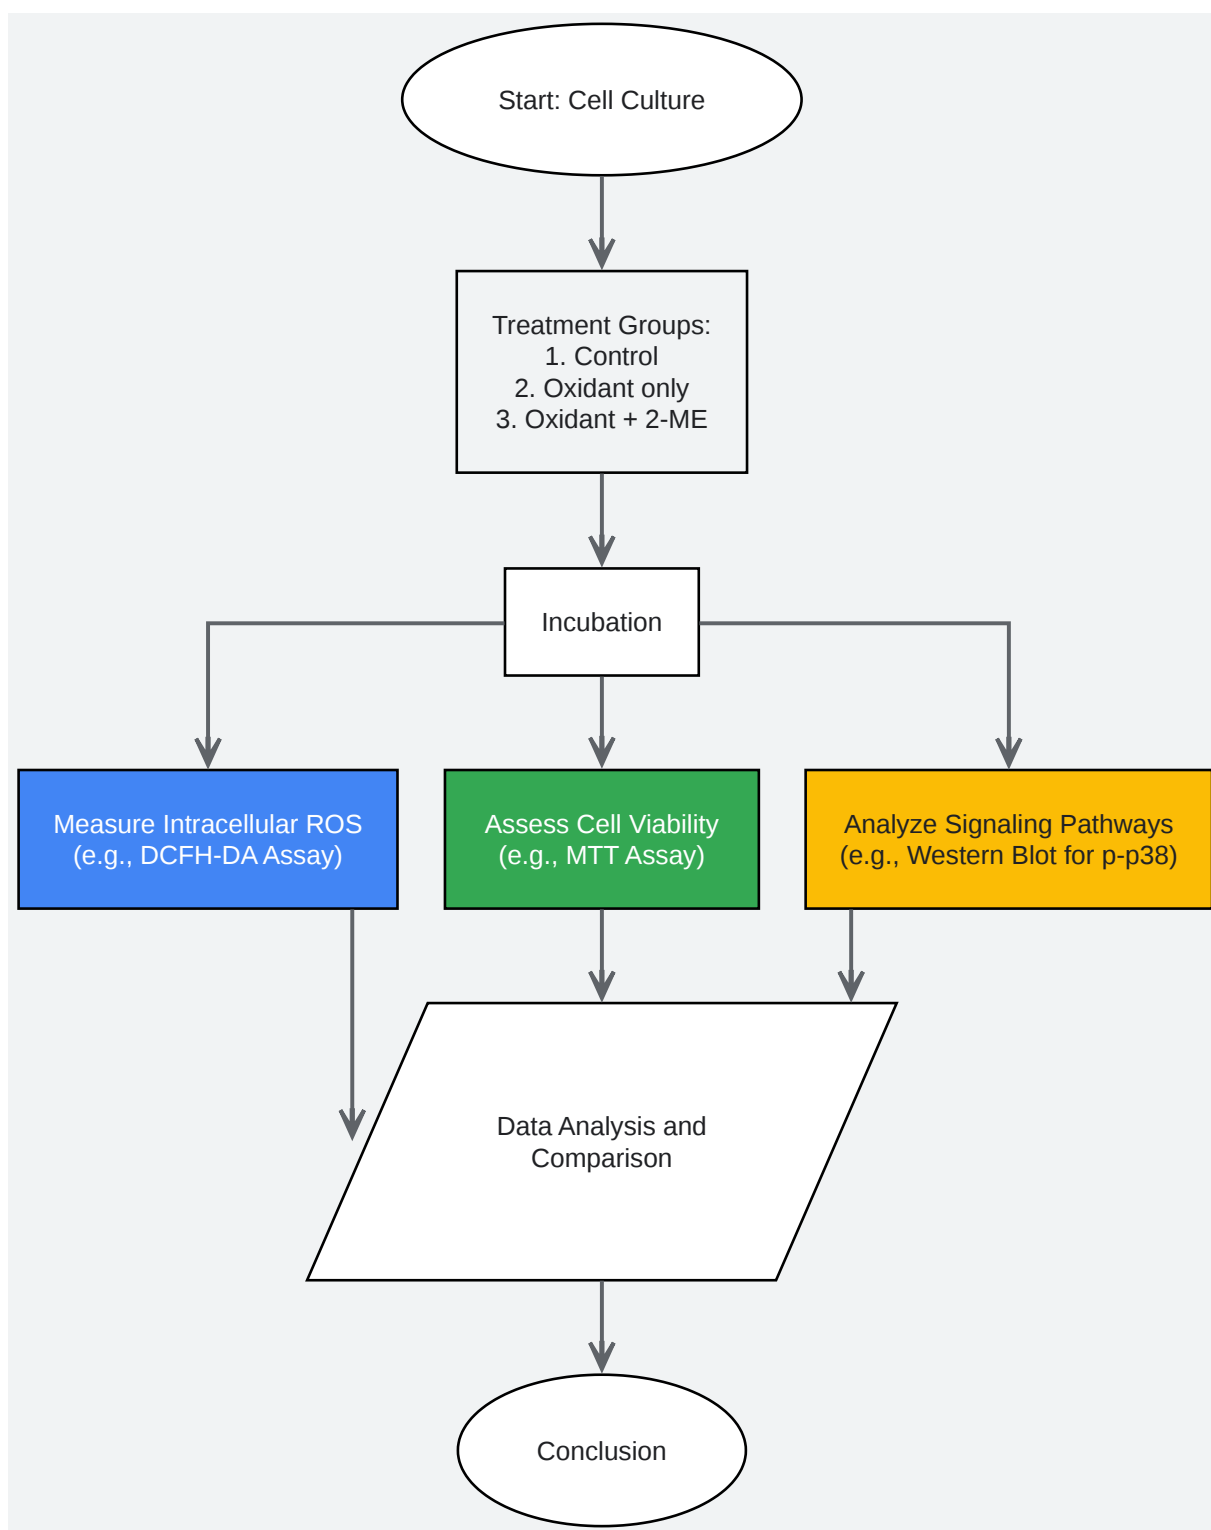 Start: Cell Culture
Treatment Groups:
1. Control
2. Oxidant only
3. Oxidant + 2-ME
Incubation
Measure Intracellular ROS
(e.g., DCFH-DA Assay)
Assess Cell Viability
(e.g., MTT Assay)
Analyze Signaling Pathways
(e.g., Western Blot for p-p38)
Data Analysis and
Comparison
Conclusion